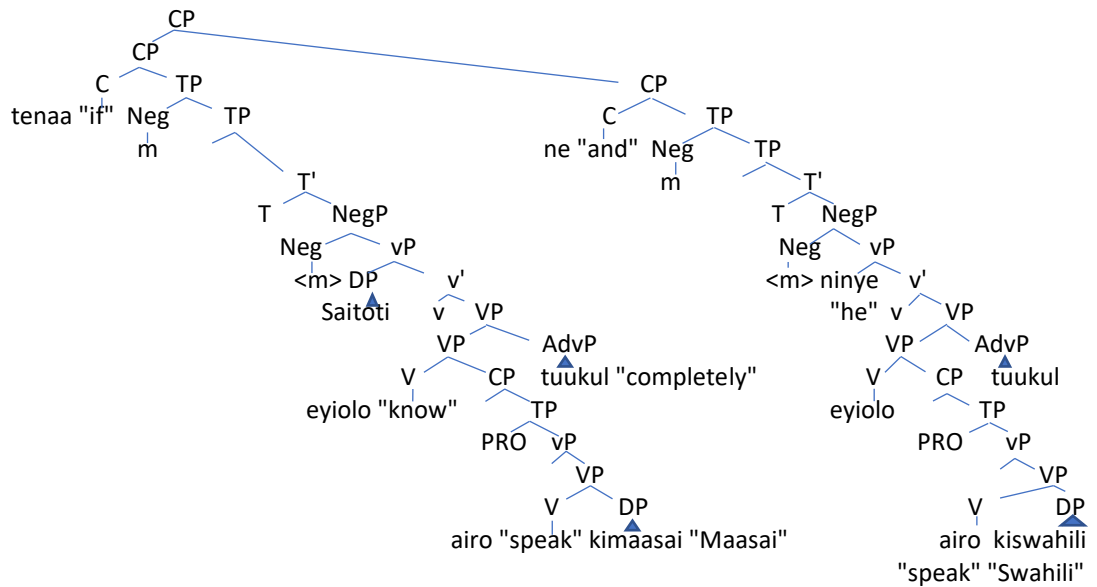 CP
CP
C TP CP
tenaa "if" Neg TP C TP
m ne "and" Neg TP
T' m T'
T NegP T NegP
Neg vP Neg vP
<m> DP v' <m> ninye v'
Saitoti v VP "he" v VP
VP AdvP VP AdvP
V CP tuukul "completely" V CP tuukul
eyiolo "know" TP eyiolo TP
PRO vP PRO vP
VP VP
V DP V DP
airo "speak" kimaasai "Maasai" airo kiswahili
"speak" "Swahili"